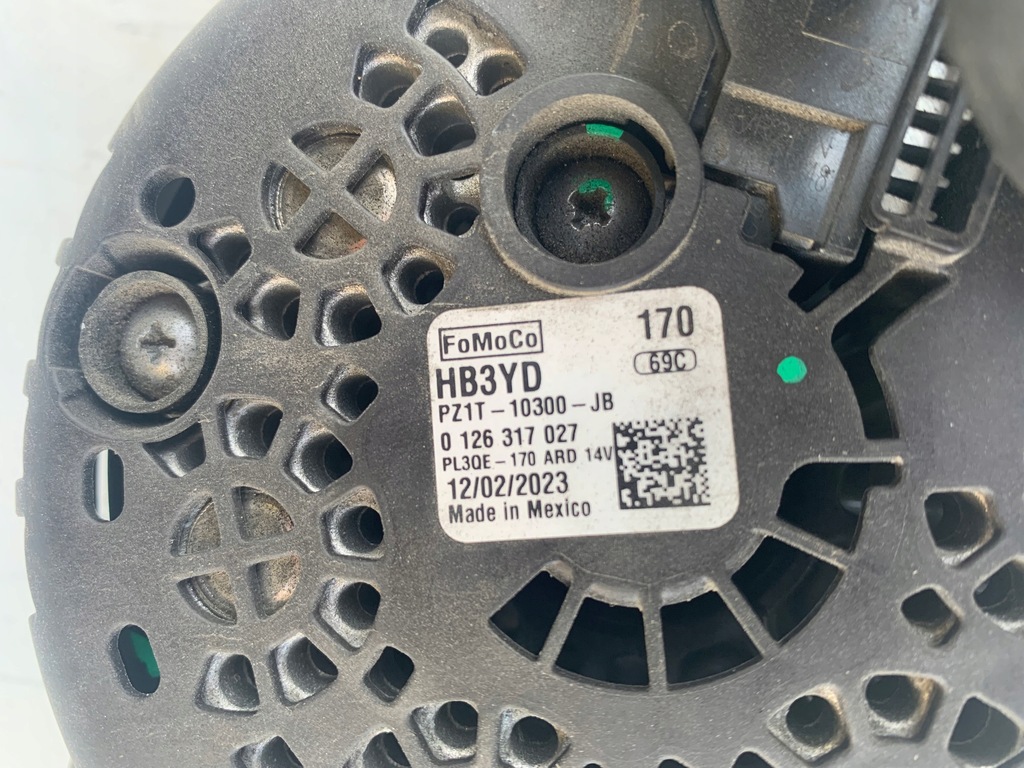 FoMoCo
170
HB3YD
69C
PZ1T-10300-JB
0 126 317 027
PL3QE-170 ARD 14V
12/02/2023
Made in Mexico